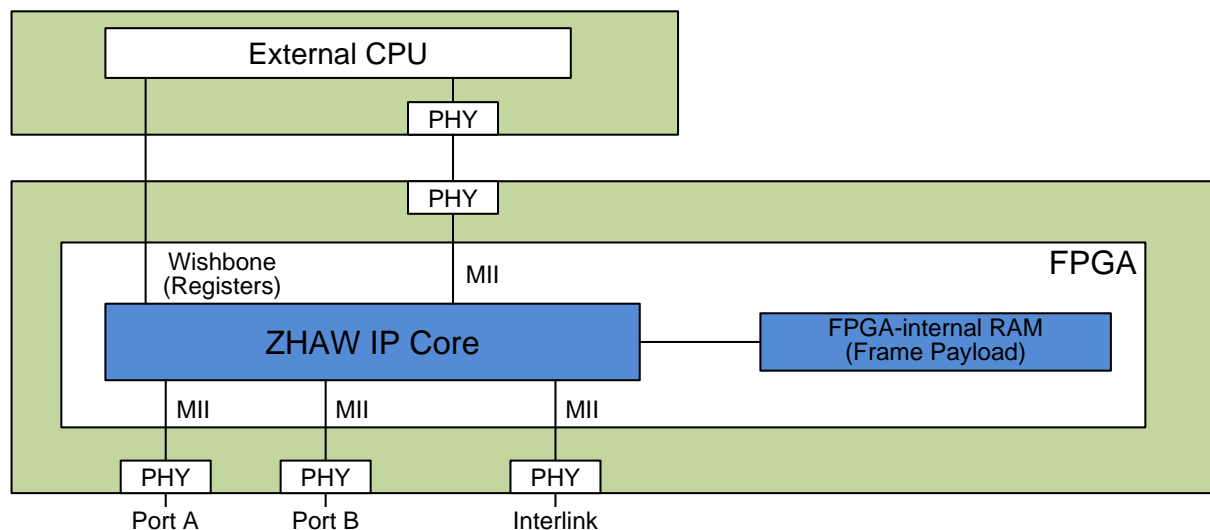 External CPU
PHY
PHY
FPGA
Wishbone
(Registers)
MII
ZHAW IP Core
FPGA-internal RAM
(Frame Payload)
MII
MII
MII
PHY
PHY
PHY
Port A
Port B
Interlink